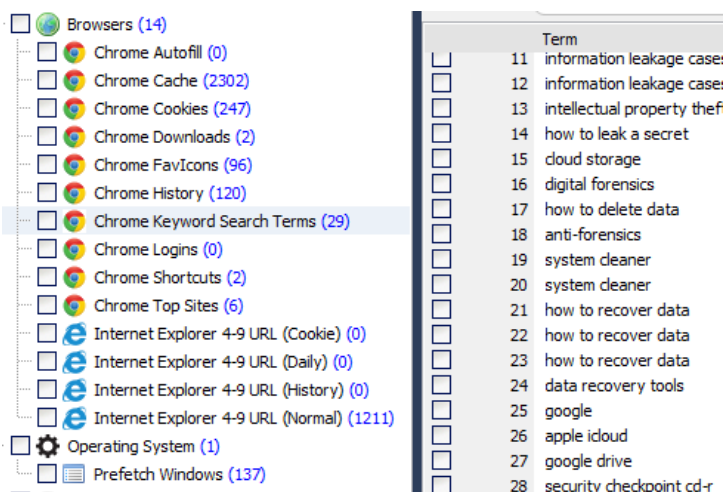 Browsers (14)
Chrome Autofill (0)
Chrome Cache (2302)
Chrome Cookies (247)
Chrome Downloads (2)
Chrome FavIcons (96)
Chrome History (120)
Chrome Keyword Search Terms (29)
Chrome Logins (0)
Chrome Shortcuts (2)
Chrome Top Sites (6)
Internet Explorer 4-9 URL (Cookie) (0)
Internet Explorer 4-9 URL (Daily) (0)
Internet Explorer 4-9 URL (History) (0)
Internet Explorer 4-9 URL (Normal) (1211)
Operating System (1)
Prefetch Windows (137)
Term
11 information leakage cases
12 information leakage cases
13 intellectual property theft
14 how to leak a secret
15 cloud storage
16 digital forensics
17 how to delete data
18 anti-forensics
19 system cleaner
20 system cleaner
21 how to recover data
22 how to recover data
23 how to recover data
24 data recovery tools
25 google
26 apple icloud
27 google drive
28 security checkpoint cd-r